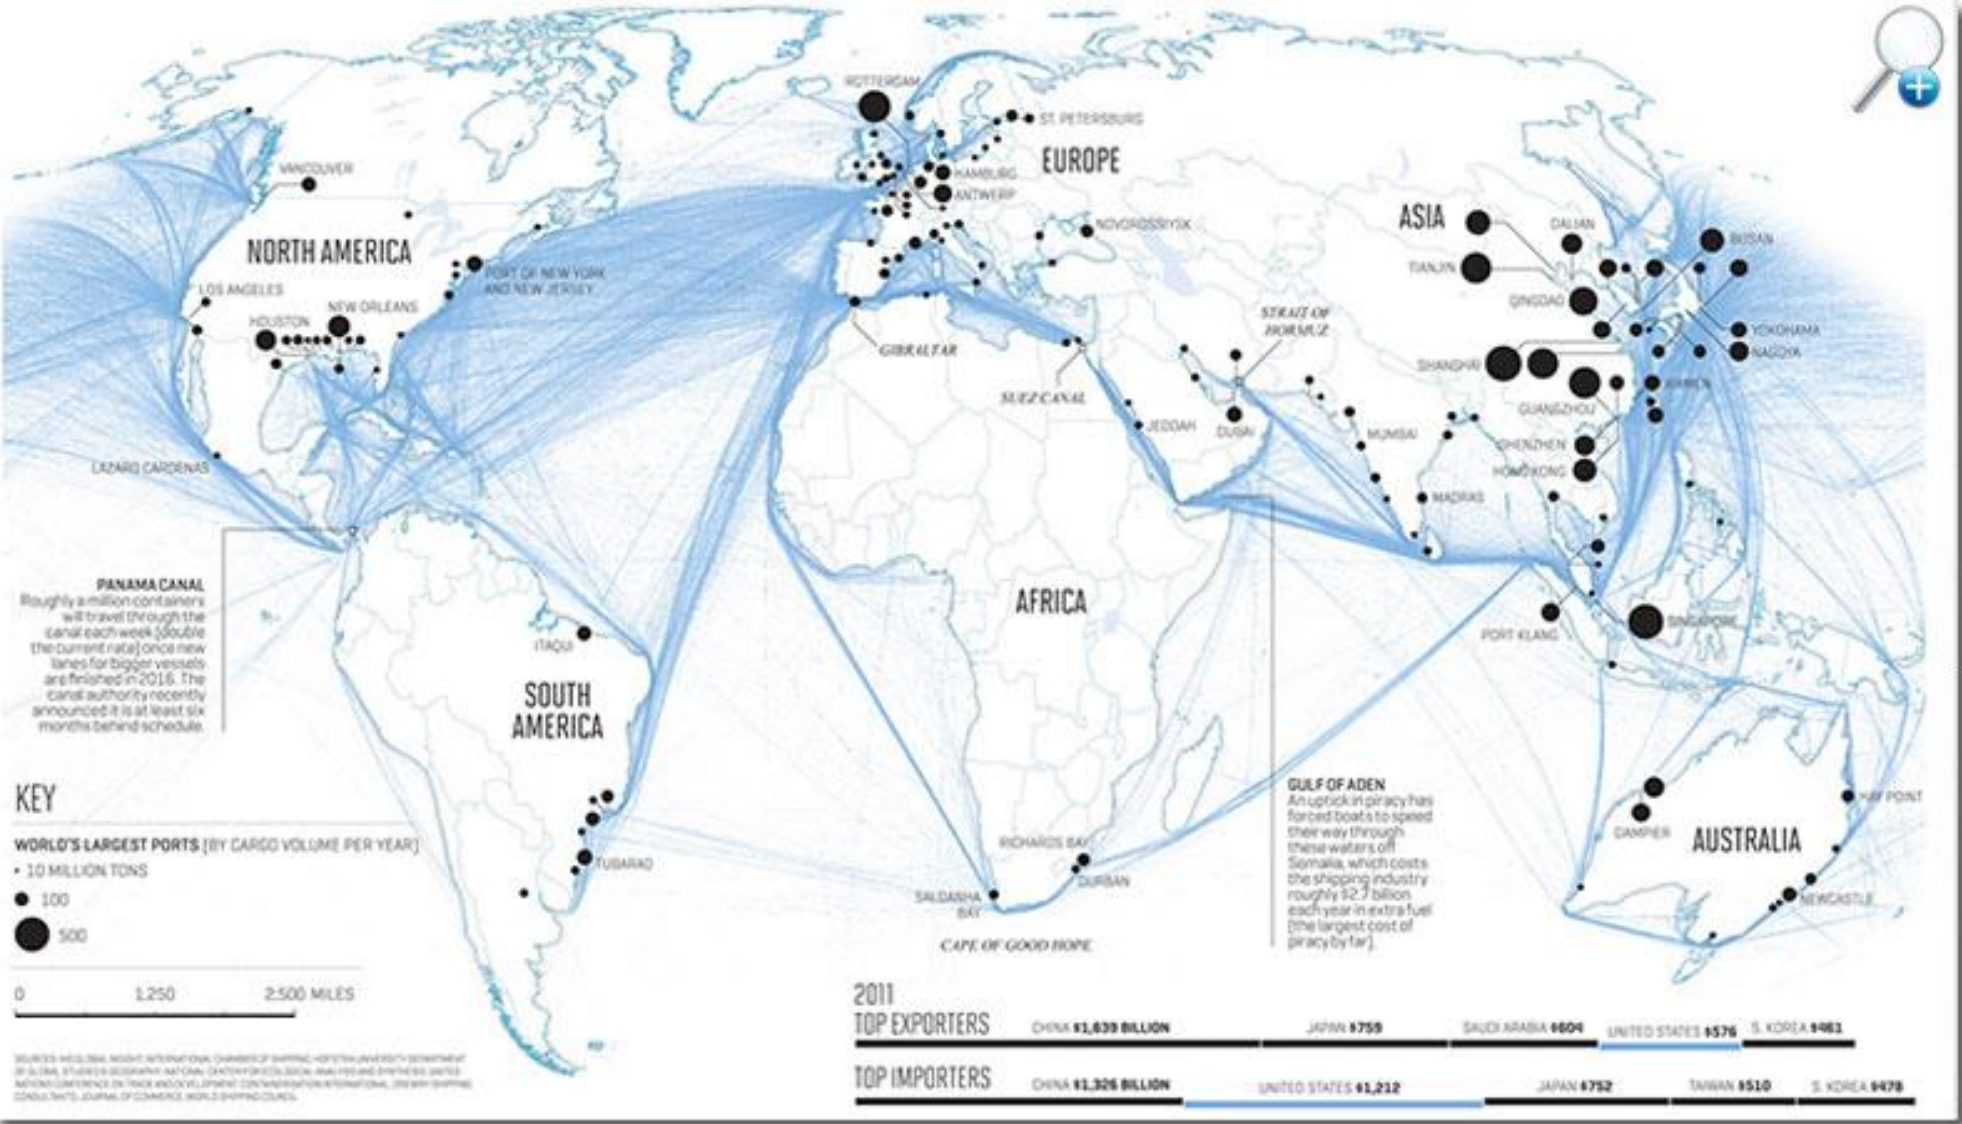 ROTTERDAM
ST. PETERSBURG
EUROPE
VANCOUVER
HAMBURG
ANTWERP
ASIA
DALIAN
BUSAN
NOVOROSSIYSK
NORTH AMERICA
TIANJIN
PORT OF NEW YORK
AND NEW JERSEY
LOS ANGELES
NEW ORLEANS
HOUSTON
QINGDAO
STRAIT OF
HORMUZ
YOKOHAMA
NAGOYA
GIBRALTAR
SHANGHAI
SUEZ CANAL
XIAMEN
GUANGZHOU
JEDDAH
DUBAI
MUMBAI
SHENZHEN
HONG KONG
LAZARO CARDENAS
MADRAS
PANAMA CANAL
Roughly a million containers
will travel through the
canal each week [double
the current rate] once new
lanes for bigger vessels
are finished in 2016. The
canal authority recently
announced it is at least six
months behind schedule.
AFRICA
SINGAPORE
PORT KLANG
ITAQUI
SOUTH
AMERICA
GULF OF ADEN
An uptick in piracy has
forced boats to speed
their way through
these waters off
Somalia, which costs
the shipping industry
roughly $2.7 billion
each year in extra fuel
[the largest cost of
piracy by far].
HAY POINT
DAMPIER
AUSTRALIA
NEWCASTLE
RICHARDS BAY
DURBAN
SALDANHA
BAY
CAPE OF GOOD HOPE
TUBARAO
KEY
WORLD'S LARGEST PORTS [BY CARGO VOLUME PER YEAR]
10 MILLION TONS
100
500
0 1,250 2,500 MILES
2011
TOP EXPORTERS CHINA $1,639 BILLION JAPAN $759 SAUDI ARABIA $604 UNITED STATES $576 S. KOREA $461
TOP IMPORTERS CHINA $1,326 BILLION UNITED STATES $1,212 JAPAN $752 TAIWAN $510 S. KOREA $478